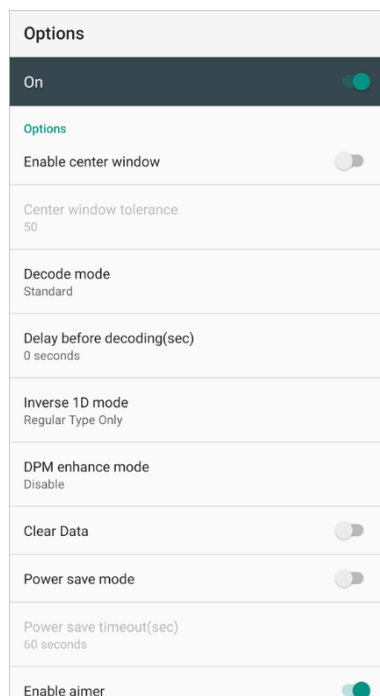 Options
On
Options
Enable center window
Center window tolerance
50
Decode mode
Standard
Delay before decoding(sec)
0 seconds
Inverse 1D mode
Regular Type Only
DPM enhance mode
Disable
Clear Data
Power save mode
Power save timeout(sec)
60 seconds
Enable aimer